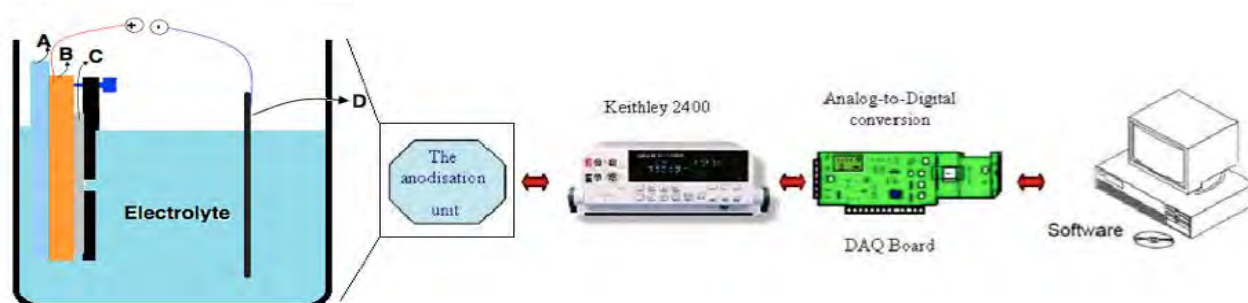 A
B
C
+ -
D
Electrolyte
The
anodisation
unit
Keithley 2400
Analog-to-Digital
conversion
DAQ Board
Software